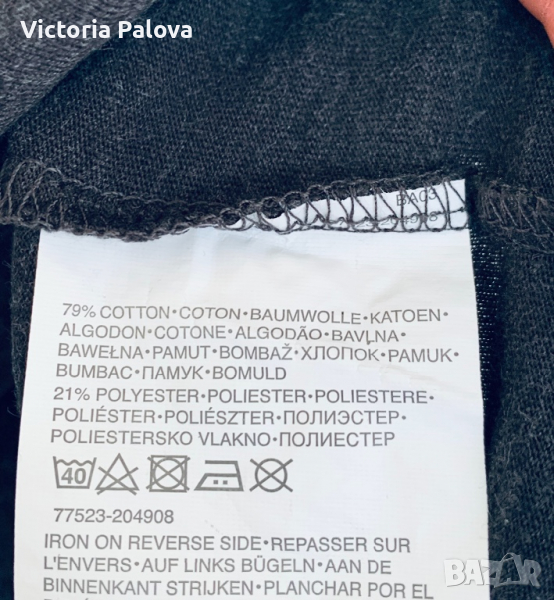 Victoria Palova
BA03
79% COTTON•COTON•BAUMWOLLE•KATOEN•
ALGODON•COTONE•ALGODÃO•BAVLNA•
BAWEŁNA•PAMUT•BOMBAŽ•ХЛОПОК•PAMUK•
BUMBAC•ПАМУК•BOMULD
21% POLYESTER•POLIESTER•POLIESTERE•
POLIÉSTER•POLIÉSZTER•ПОЛИЭСТЕР•
POLIESTERSKO VLAKNO•ПОЛИЕСТЕР
40
77523-204908
IRON ON REVERSE SIDE•REPASSER SUR
L'ENVERS•AUF LINKS BÜGELN•AAN DE
BINNENKANT STRIJKEN•PLANCHAR POR EL
BAZAR